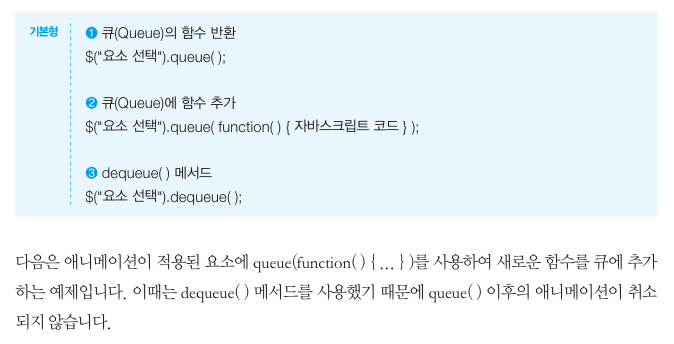 기본형
❶ 큐(Queue)의 함수 반환
$("요소 선택").queue( );
❷ 큐(Queue)에 함수 추가
$("요소 선택").queue( function( ) { 자바스크립트 코드 } );
❸ dequeue( ) 메서드
$("요소 선택").dequeue( );
다음은 애니메이션이 적용된 요소에 queue(function( ) { … } )를 사용하여 새로운 함수를 큐에 추가
하는 예제입니다. 이때는 dequeue( ) 메서드를 사용했기 때문에 queue( ) 이후의 애니메이션이 취소
되지 않습니다.